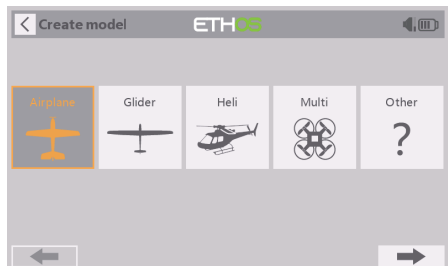 Create model
ETHOS
Airplane
Glider
Heli
Multi
Other
?